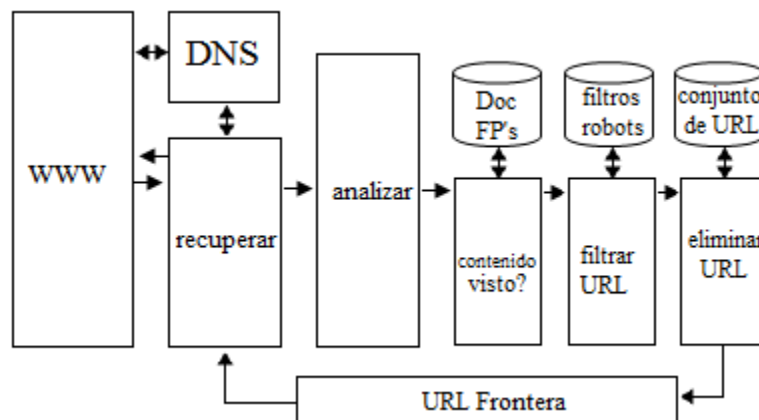 DNS
Doc
FP's
filtros
robots
conjunto
de URL
WWW
recuperar
analizar
contenido
visto?
filtrar
URL
eliminar
URL
URL Frontera